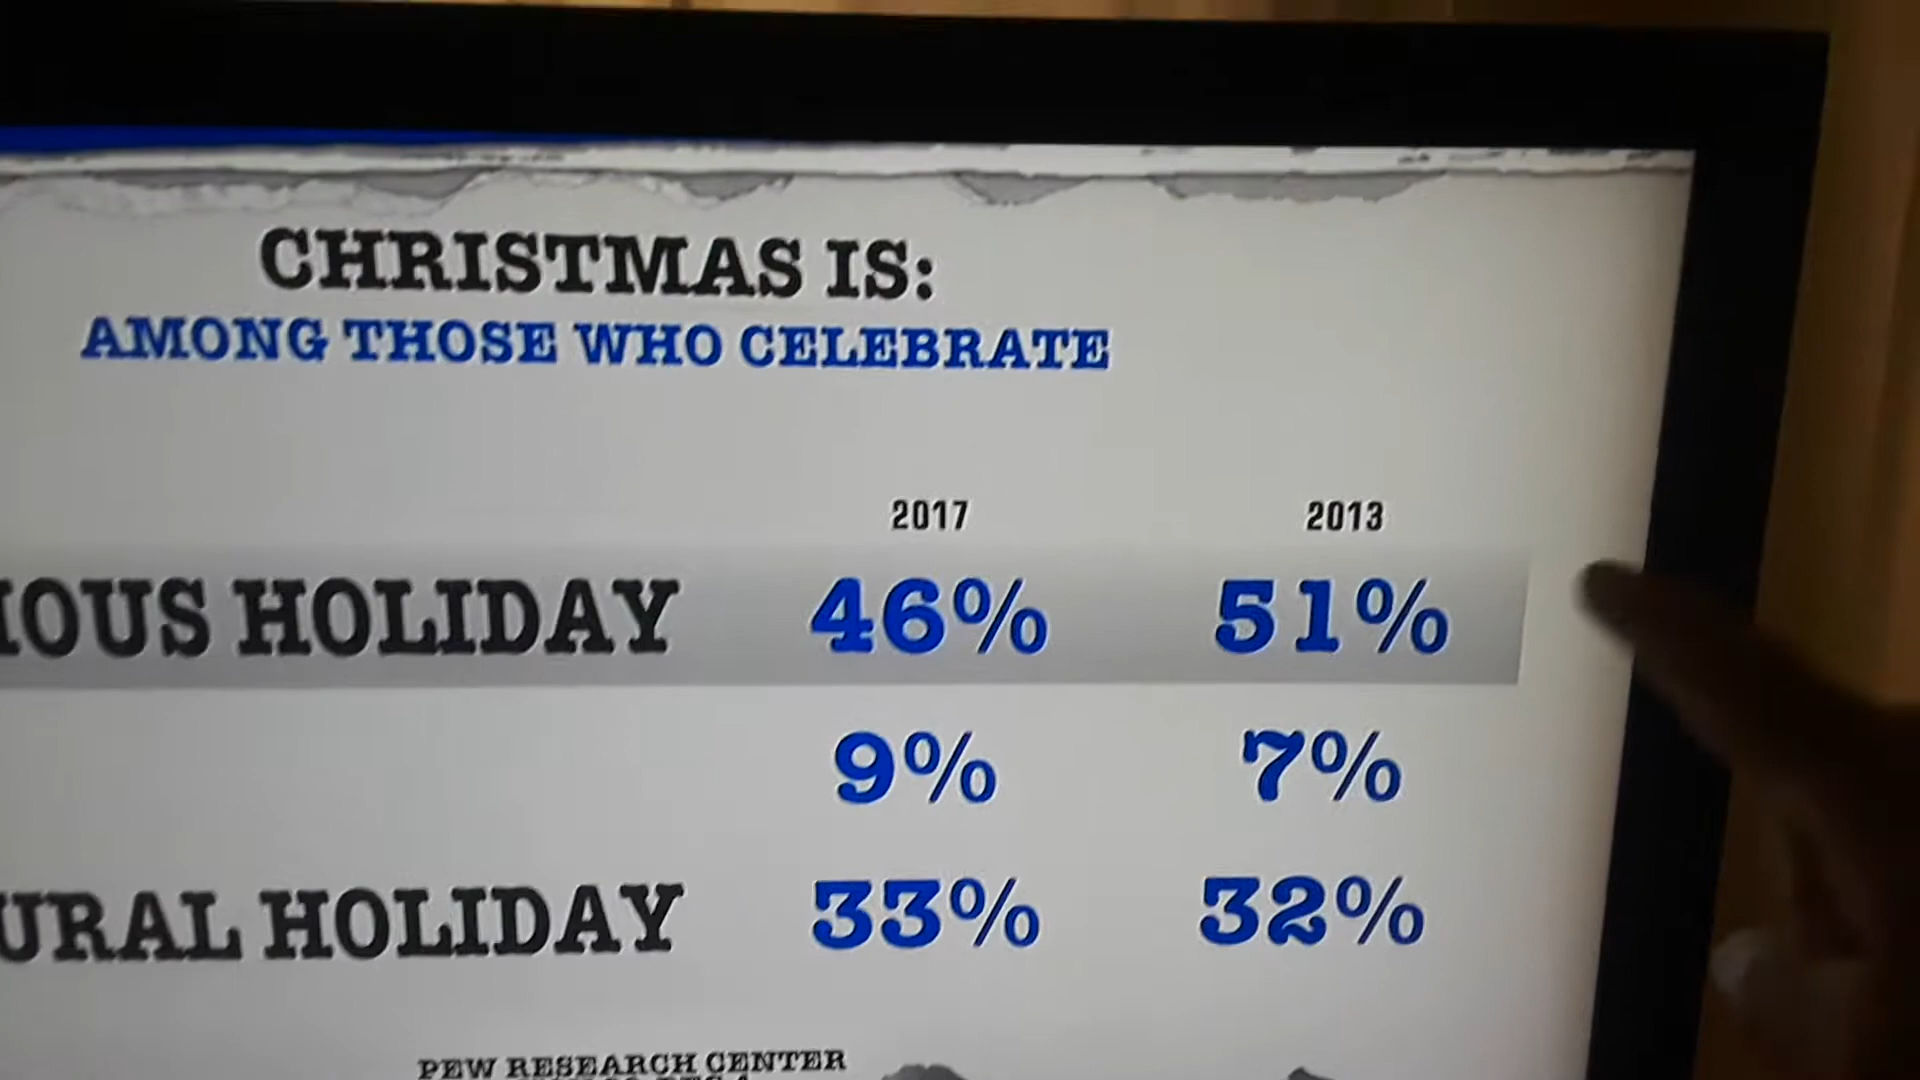 CHRISTMAS IS:
AMONG THOSE WHO CELEBRATE
2017 2013
IOUS HOLIDAY 46% 51%
9% 7%
URAL HOLIDAY 33% 32%
PEW RESEARCH CENTER